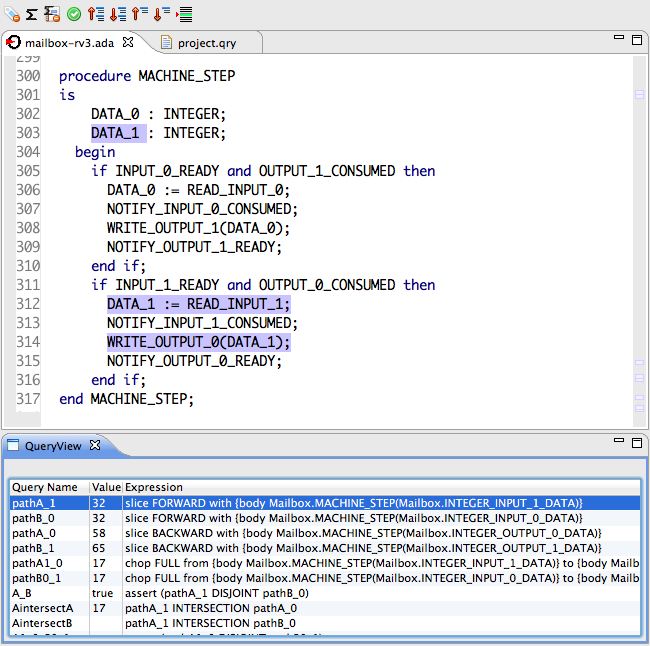 mailbox-rv3.ada
project.qry
299
300 procedure MACHINE_STEP
301 is
302 DATA_0 : INTEGER;
303 DATA_1 : INTEGER;
304 begin
305 if INPUT_0_READY and OUTPUT_1_CONSUMED then
306 DATA_0 := READ_INPUT_0;
307 NOTIFY_INPUT_0_CONSUMED;
308 WRITE_OUTPUT_1(DATA_0);
309 NOTIFY_OUTPUT_1_READY;
310 end if;
311 if INPUT_1_READY and OUTPUT_0_CONSUMED then
312 DATA_1 := READ_INPUT_1;
313 NOTIFY_INPUT_1_CONSUMED;
314 WRITE_OUTPUT_0(DATA_1);
315 NOTIFY_OUTPUT_0_READY;
316 end if;
317 end MACHINE_STEP;
QueryView
Query Name Value Expression
pathA_1 32 slice FORWARD with {body Mailbox.MACHINE_STEP(Mailbox.INTEGER_INPUT_1_DATA)}
pathB_0 32 slice FORWARD with {body Mailbox.MACHINE_STEP(Mailbox.INTEGER_INPUT_0_DATA)}
pathA_0 58 slice BACKWARD with {body Mailbox.MACHINE_STEP(Mailbox.INTEGER_OUTPUT_0_DATA)}
pathB_1 65 slice BACKWARD with {body Mailbox.MACHINE_STEP(Mailbox.INTEGER_OUTPUT_1_DATA)}
pathA1_0 17 chop FULL from {body Mailbox.MACHINE_STEP(Mailbox.INTEGER_INPUT_1_DATA)} to {body Mailb
pathB0_1 17 chop FULL from {body Mailbox.MACHINE_STEP(Mailbox.INTEGER_INPUT_0_DATA)} to {body Mailb
A_B true assert (pathA_1 DISJOINT pathB_0)
AintersectA 17 pathA_1 INTERSECTION pathA_0
AintersectB pathA_1 INTERSECTION pathB_0